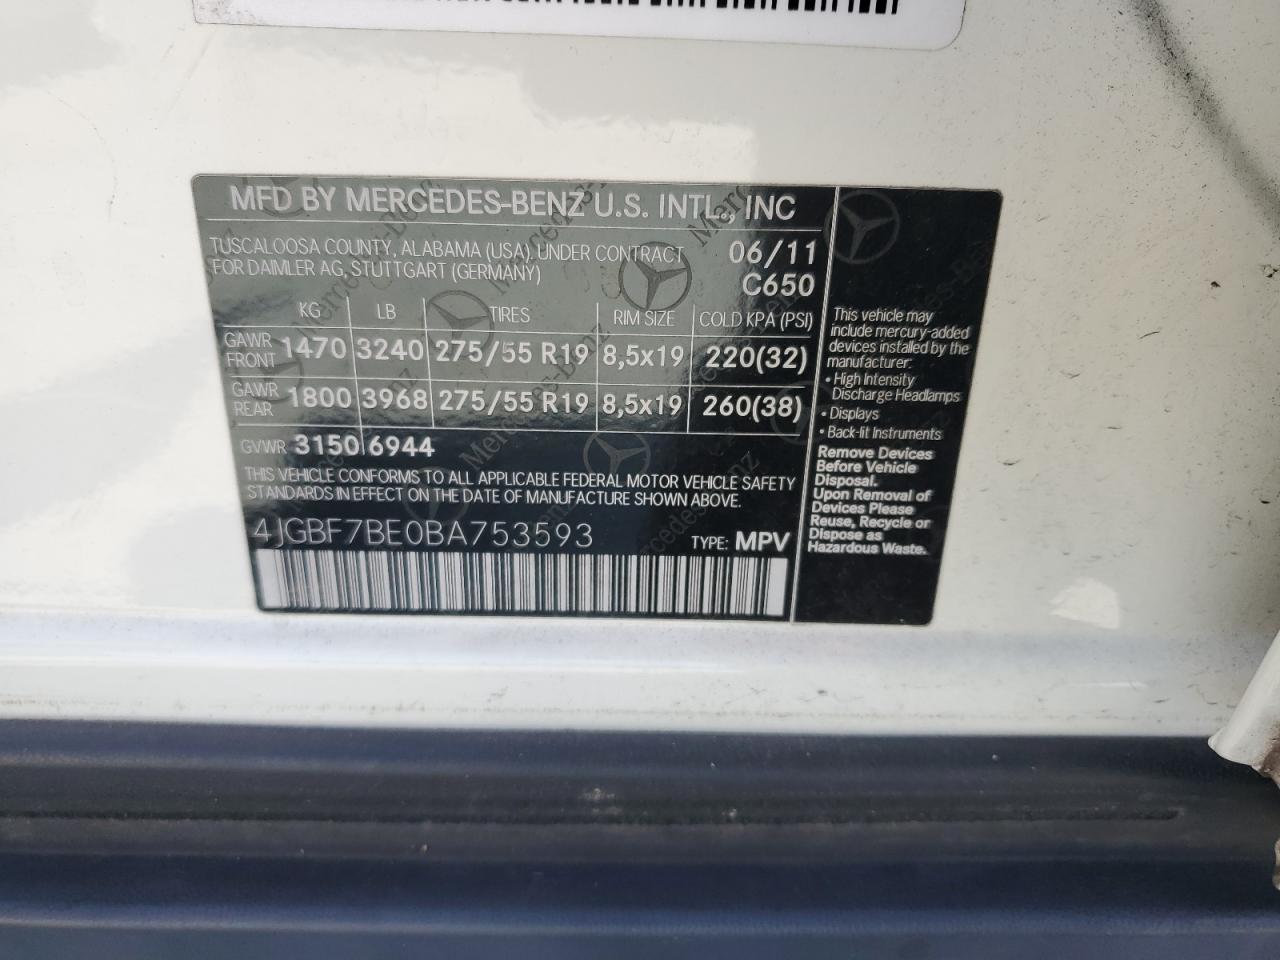 MFD BY MERCEDES-BENZ U.S. INTL., INC
TUSCALOOSA COUNTY, ALABAMA (USA) UNDER CONTRACT
FOR DAIMLER AG, STUTTGART (GERMANY)
06/11
C650
KG LB TIRES RIM SIZE COLD KPA (PSI)
GAWR FRONT 1470 3240 275/55 R19 8,5x19 220(32)
GAWR REAR 1800 3968 275/55 R19 8,5x19 260(38)
GVWR 3150 6944
THIS VEHICLE CONFORMS TO ALL APPLICABLE FEDERAL MOTOR VEHICLE SAFETY
STANDARDS IN EFFECT ON THE DATE OF MANUFACTURE SHOWN ABOVE.
4JGBF7BE0BA753593 TYPE: MPV
This vehicle may
include mercury-added
devices installed by the
manufacturer:
• High Intensity
Discharge Headlamps
• Displays
• Back-lit Instruments
Remove Devices
Before Vehicle
Disposal.
Upon Removal of
Devices Please
Reuse, Recycle or
Dispose as
Hazardous Waste.